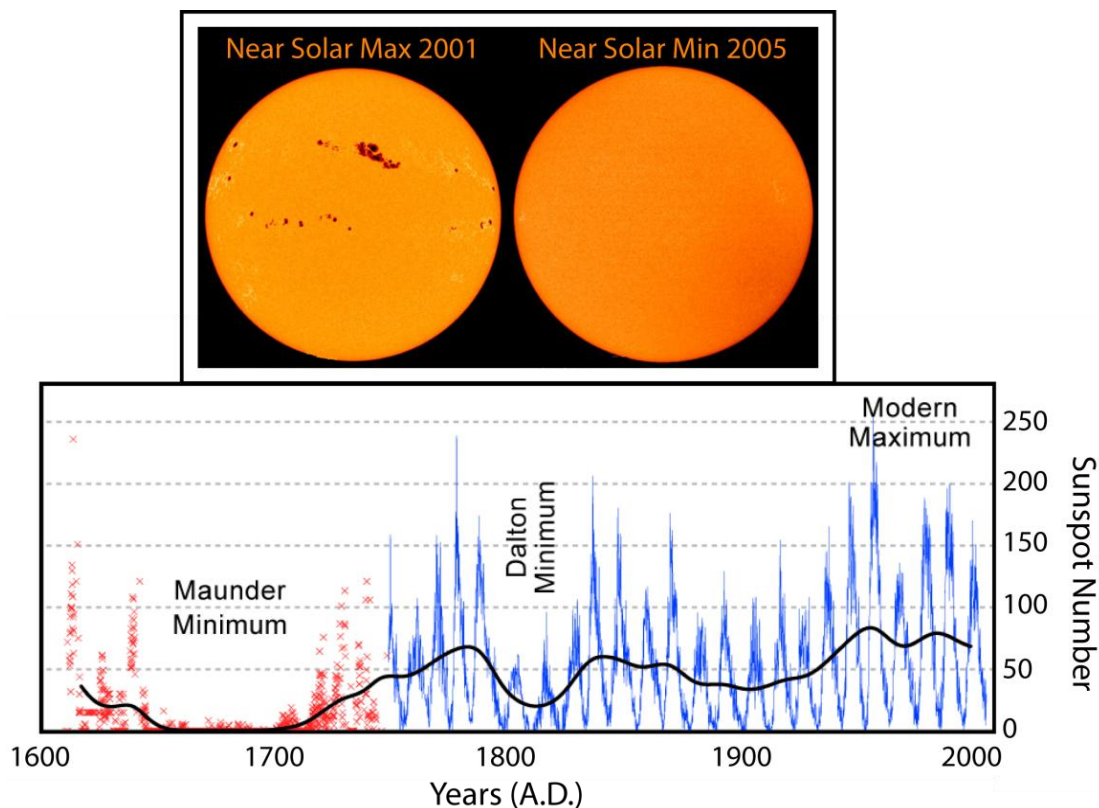 Near Solar Max 2001
Near Solar Min 2005
Maunder
Minimum
Dalton
Minimum
Modern
Maximum
250
200
150
100
50
0
Sunspot Number
1600
1700
1800
1900
2000
Years (A.D.)